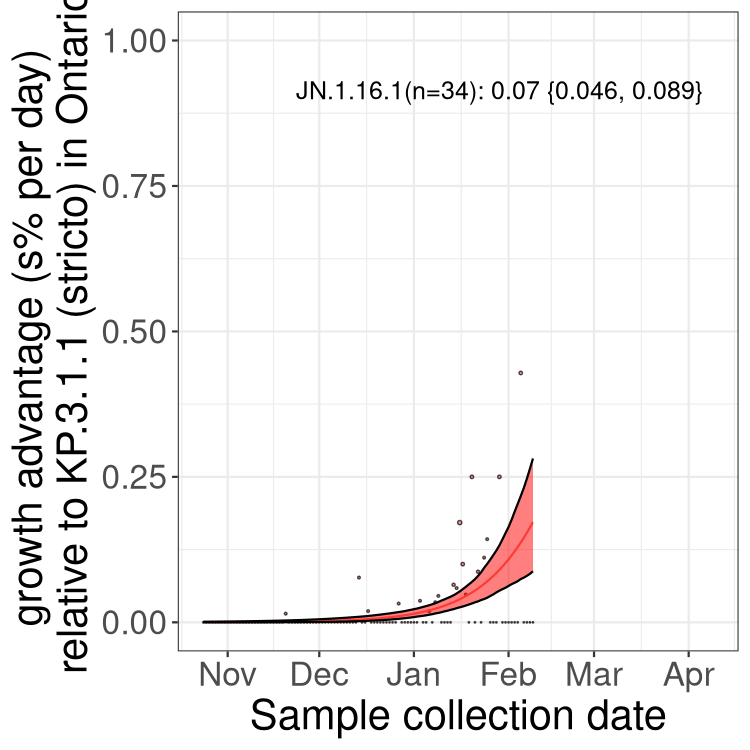 growth advantage (s% per day)
relative to KP.3.1.1 (stricto) in Ontario
1.00
0.75
0.50
0.25
0.00
JN.1.16.1(n=34): 0.07 {0.046, 0.089}
Nov Dec Jan Feb Mar Apr
Sample collection date